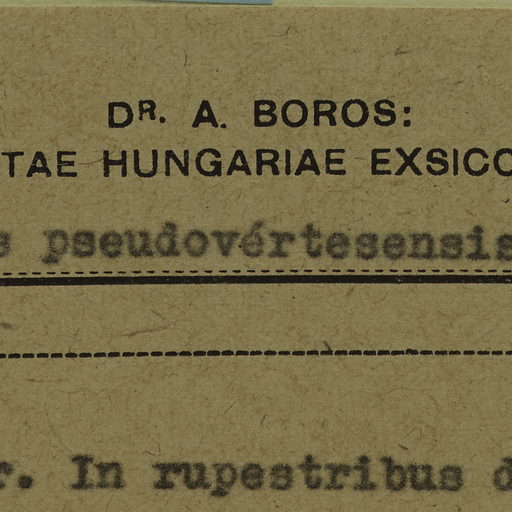 DR. A. BOROS:
TAE HUNGARIAE EXSICC
s pseudovértesensis
r. In rupestribus d